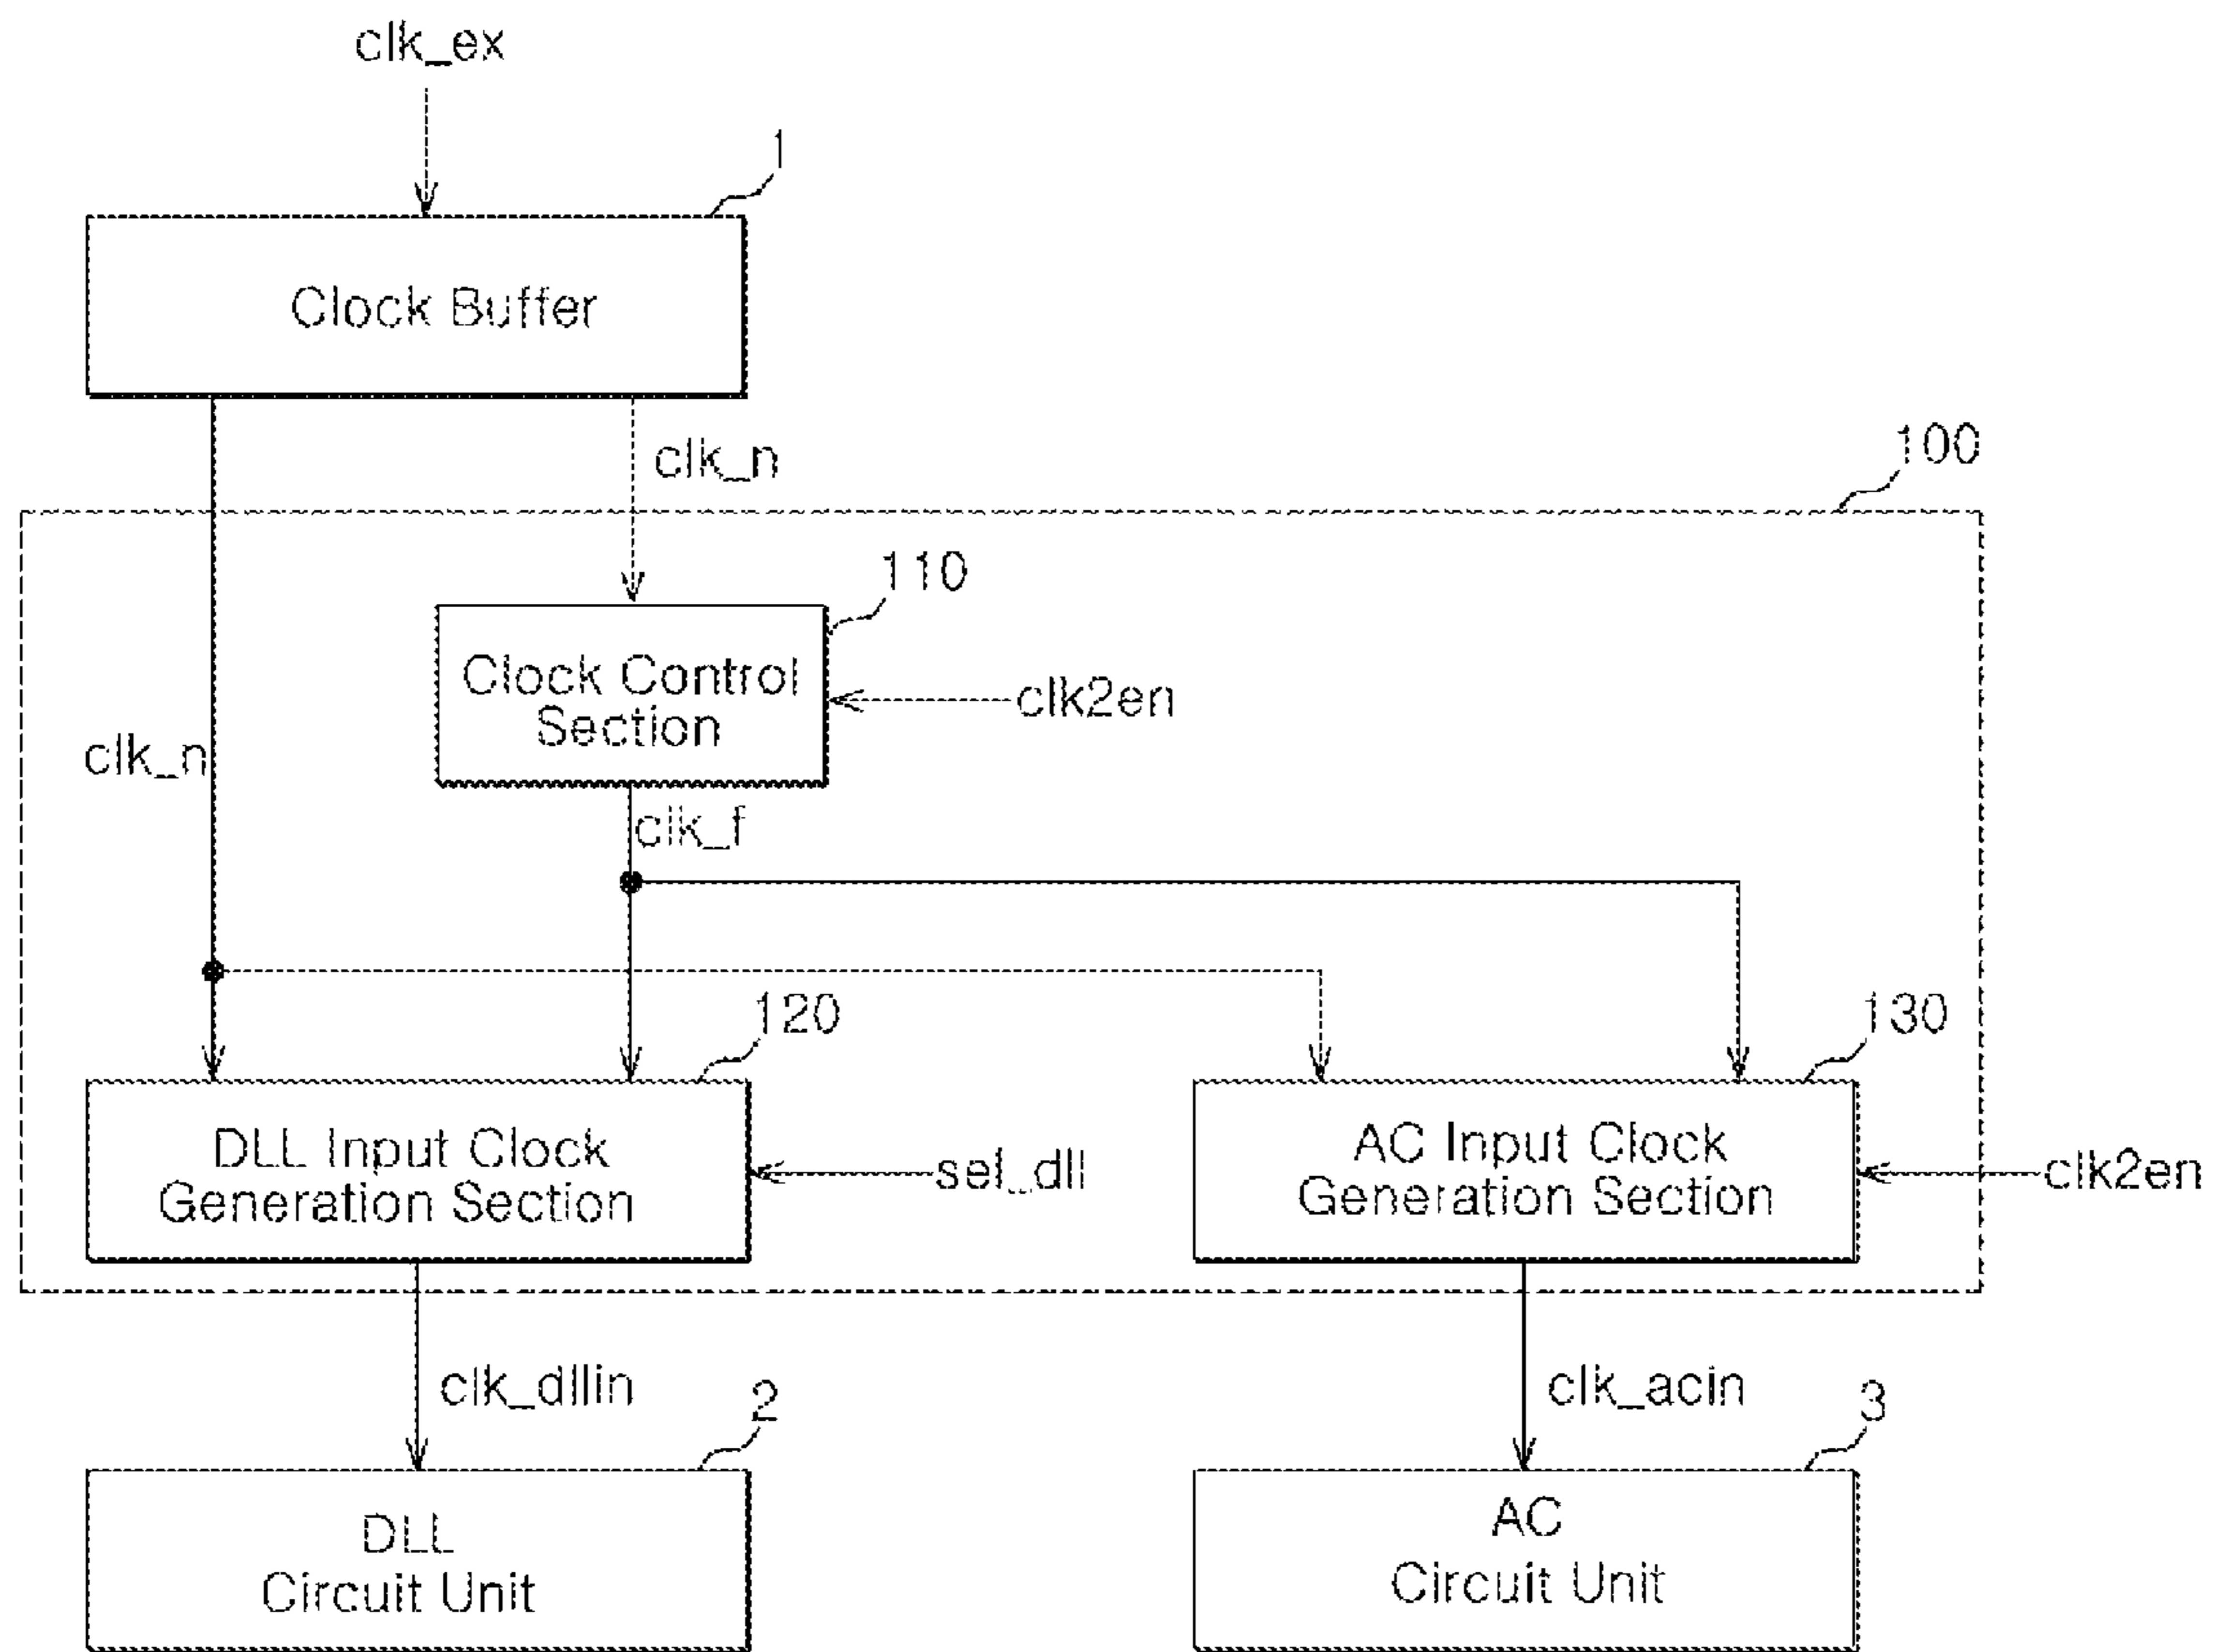 clk_ex
1
Clock Buffer
clk_n
100
110
Clock Control
Section
clk2en
clk_n
clk_f
120
130
DLL Input Clock
Generation Section
sel_dll
AC Input Clock
Generation Section
clk2en
clk_dllin
2
clk_acin
3
DLL
Circuit Unit
AC
Circuit Unit